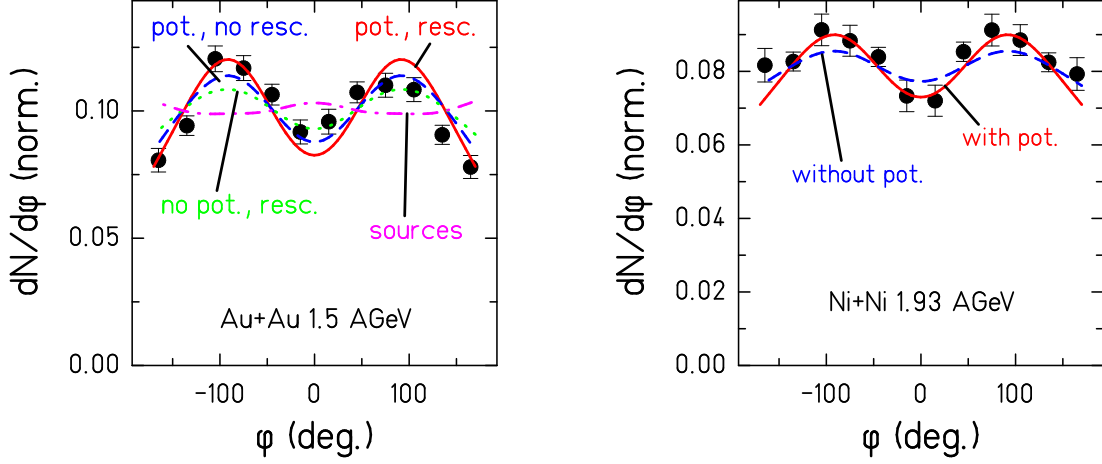 pot., no resc.
pot., resc.
no pot., resc.
sources
Au+Au 1.5 AGeV
0.10
0.05
0.00
-100
0
100
dN/dφ (norm.)
φ (deg.)
with pot.
without pot.
Ni+Ni 1.93 AGeV
0.08
0.06
0.04
0.02
0.00
-100
0
100
dN/dφ (norm.)
φ (deg.)